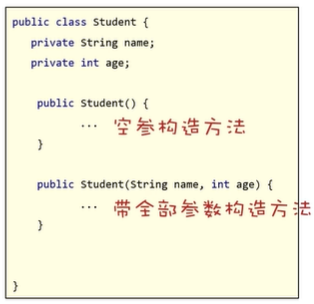 public class Student {
private String name;
private int age;
public Student() {
... 空参构造方法
}
public Student(String name, int age) {
... 带全部参数构造方法
}
}